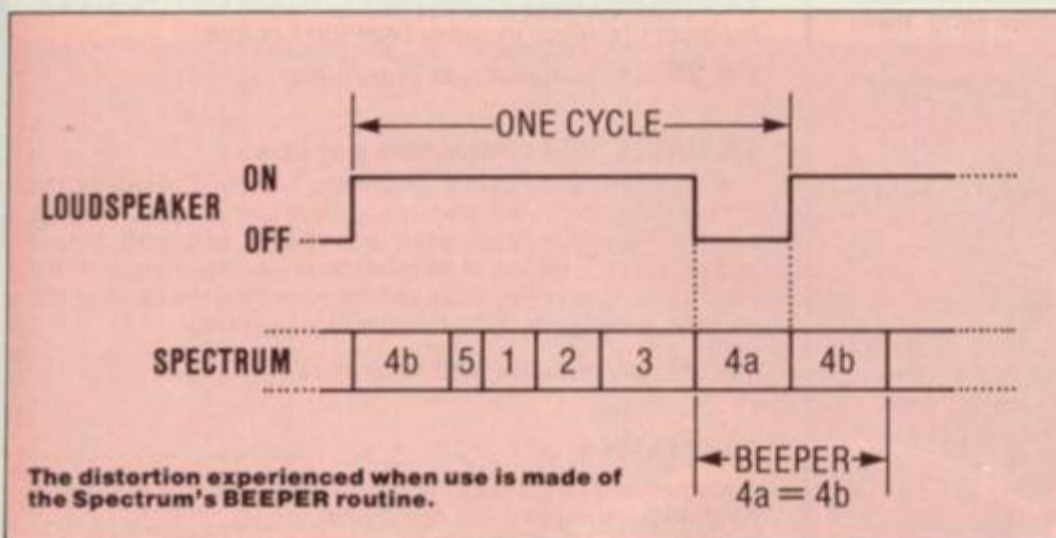 ONE CYCLE
ON
LOUDSPEAKER
OFF
SPECTRUM 4b 5 1 2 3 4a 4b
BEEPER
4a = 4b
The distortion experienced when use is made of
the Spectrum's BEEPER routine.